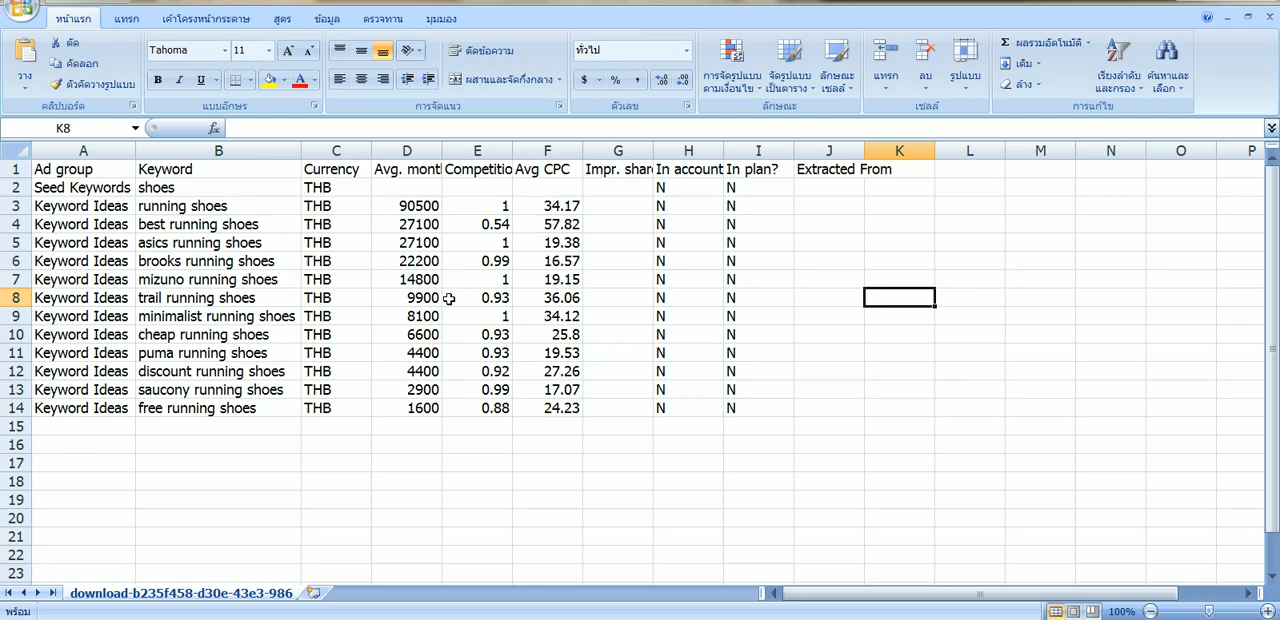 หน้าแรก แทรก เค้าโครงหน้ากระดาษ สูตร ข้อมูล ตรวจทาน มุมมอง
วาง
ตัด
คัดลอก
ตัวคัดวางรูปแบบ
คลิปบอร์ด
Tahoma 11
B I U
แบบอักษร
ตัดข้อความ
ผสานและจัดกึ่งกลาง
การจัดแนว
ทั่วไป
$ % ,
ตัวเลข
การจัดรูปแบบ
ตามเงื่อนไข
จัดรูปแบบ
เป็นตาราง
ลักษณะ
เซลล์
ลักษณะ
แทรก
ลบ
รูปแบบ
เซลล์
Σ ผลรวมอัตโนมัติ
เติม
ล้าง
เรียงลำดับ
และกรอง
ค้นหาและ
เลือก
การแก้ไข
K8 fx
A B C D E F G H I J K L M N O P
1 Ad group Keyword Currency Avg. mont Competitio Avg CPC Impr. shar In account In plan? Extracted From
2 Seed Keywords shoes THB N N
3 Keyword Ideas running shoes THB 90500 1 34.17 N N
4 Keyword Ideas best running shoes THB 27100 0.54 57.82 N N
5 Keyword Ideas asics running shoes THB 27100 1 19.38 N N
6 Keyword Ideas brooks running shoes THB 22200 0.99 16.57 N N
7 Keyword Ideas mizuno running shoes THB 14800 1 19.15 N N
8 Keyword Ideas trail running shoes THB 9900 0.93 36.06 N N
9 Keyword Ideas minimalist running shoes THB 8100 1 34.12 N N
10 Keyword Ideas cheap running shoes THB 6600 0.93 25.8 N N
11 Keyword Ideas puma running shoes THB 4400 0.93 19.53 N N
12 Keyword Ideas discount running shoes THB 4400 0.92 27.26 N N
13 Keyword Ideas saucony running shoes THB 2900 0.99 17.07 N N
14 Keyword Ideas free running shoes THB 1600 0.88 24.23 N N
15
16
17
18
19
20
21
22
23
download-b235f458-d30e-43e3-986
พร้อม 100%